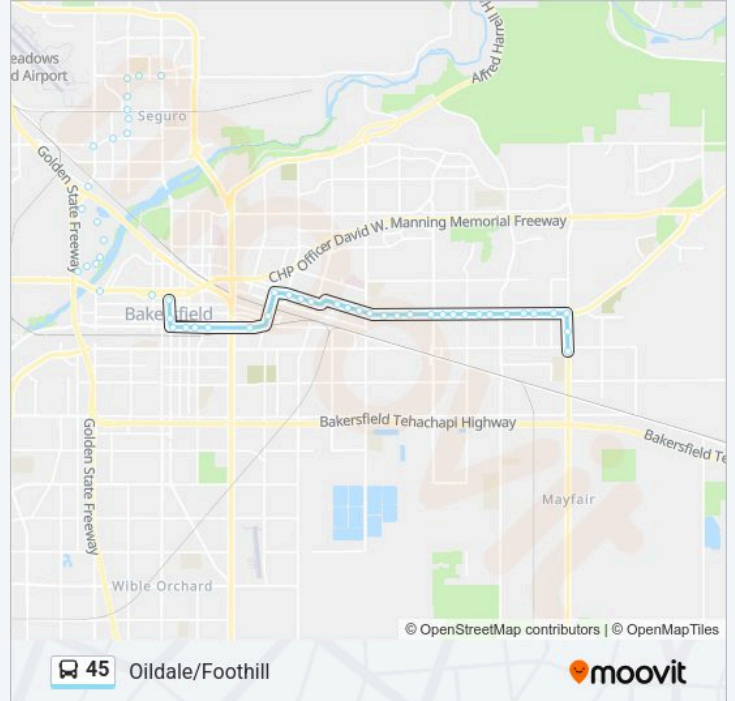 eadows
d Airport
Seguro
Alfred Harrell H
Golden State Freeway
CHP Officer David W. Manning Memorial Freeway
Bakersfield
Bakersfield Tehachapi Highway
Bakersfield Te
Golden State Freeway
Mayfair
Wible Orchard
© OpenStreetMap contributors | © OpenMapTiles
45 Oildale/Foothill
moovit